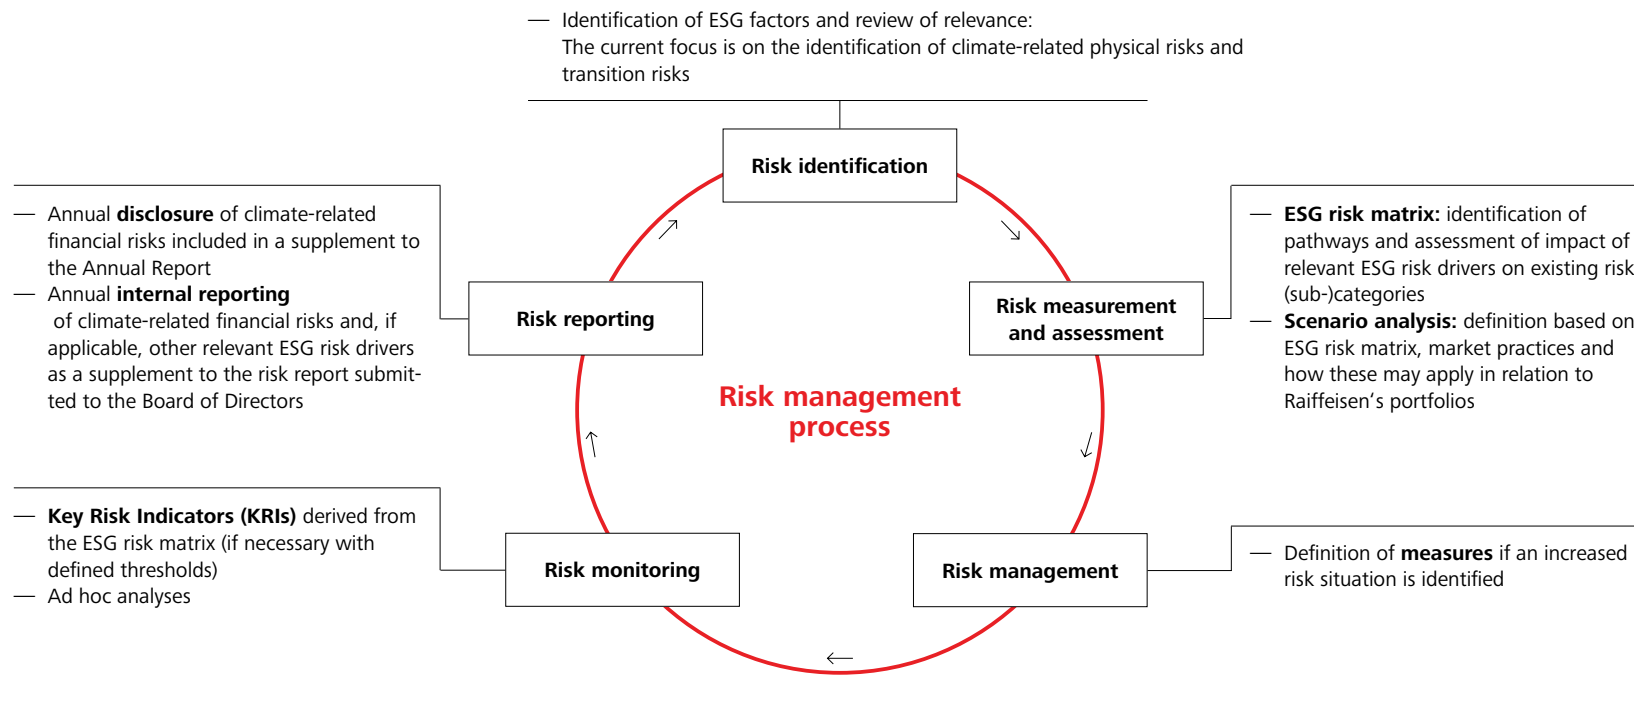 — Identification of ESG factors and review of relevance:
The current focus is on the identification of climate-related physical risks and
transition risks
Risk identification
— Annual disclosure of climate-related
financial risks included in a supplement to
the Annual Report
— Annual internal reporting
of climate-related financial risks and, if
applicable, other relevant ESG risk drivers
as a supplement to the risk report submit-
ted to the Board of Directors
Risk reporting
Risk measurement
and assessment
— ESG risk matrix: identification of
pathways and assessment of impact of
relevant ESG risk drivers on existing risk
(sub-)categories
— Scenario analysis: definition based on
ESG risk matrix, market practices and
how these may apply in relation to
Raiffeisen‘s portfolios
Risk management
process
— Key Risk Indicators (KRIs) derived from
the ESG risk matrix (if necessary with
defined thresholds)
— Ad hoc analyses
Risk monitoring
Risk management
— Definition of measures if an increased
risk situation is identified